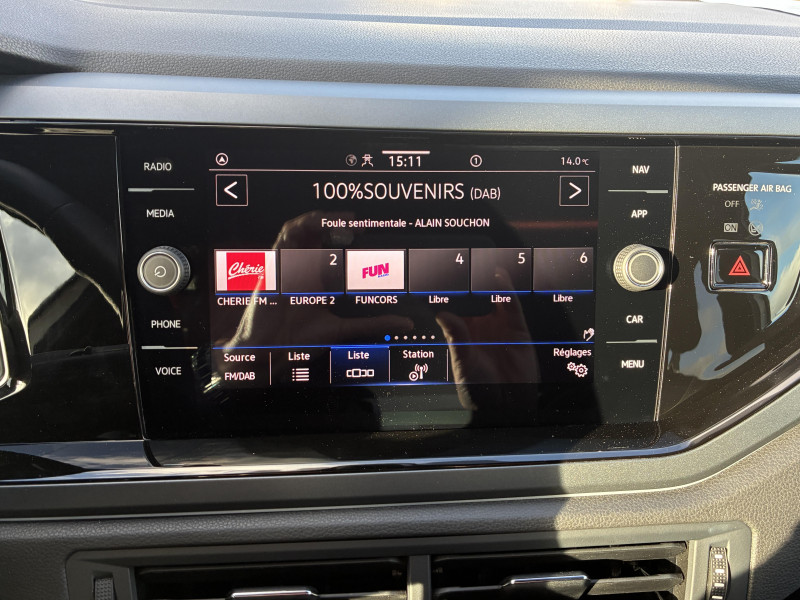 RADIO
MEDIA
PHONE
VOICE
15:11
1
14.0°C
< 100%SOUVENIRS (DAB) >
Foule sentimentale - ALAIN SOUCHON
Chérie 2 FUN 4 5 6
CHERIE FM ... EUROPE 2 FUNCORS Libre Libre Libre
Source Liste Liste Station Réglages
FM/DAB
NAV
APP
CAR
MENU
PASSENGER AIR BAG
OFF
ON